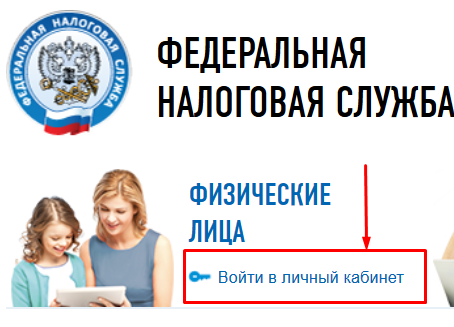 ФЕДЕРАЛЬНАЯ НАЛОГОВАЯ СЛУЖБА
ФЕДЕРАЛЬНАЯ
НАЛОГОВАЯ СЛУЖБА
ФИЗИЧЕСКИЕ
ЛИЦА
Войти в личный кабинет